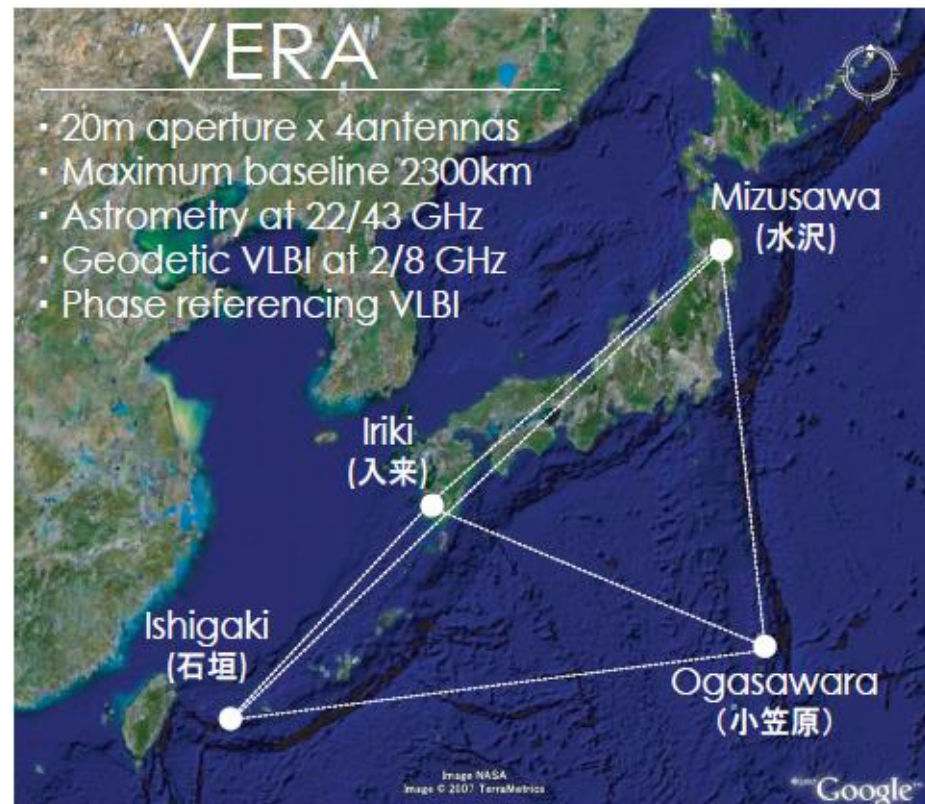 VERA
・20m aperture x 4antennas
・Maximum baseline 2300km
・Astrometry at 22/43 GHz
・Geodetic VLBI at 2/8 GHz
・Phase referencing VLBI
N
Mizusawa
(水沢)
Iriki
(入来)
Ishigaki
(石垣)
Ogasawara
(小笠原)
Image NASA
Image © 2007 TerraMetrics
©2007 Google™